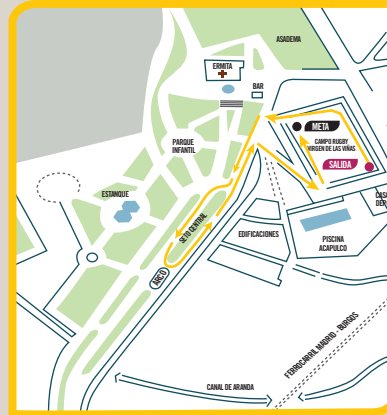 ASADEMA
ERMITA
BAR
META
CAMPO RUGBY
VIRGEN DE LAS VIÑAS
SALIDA
PARQUE
INFANTIL
ESTANQUE
SETO CENTRAL
EDIFICACIONES
PISCINA
ACAPULCO
ARCO
FERROCARRIL MADRID - BURGOS
CANAL DE ARANDA